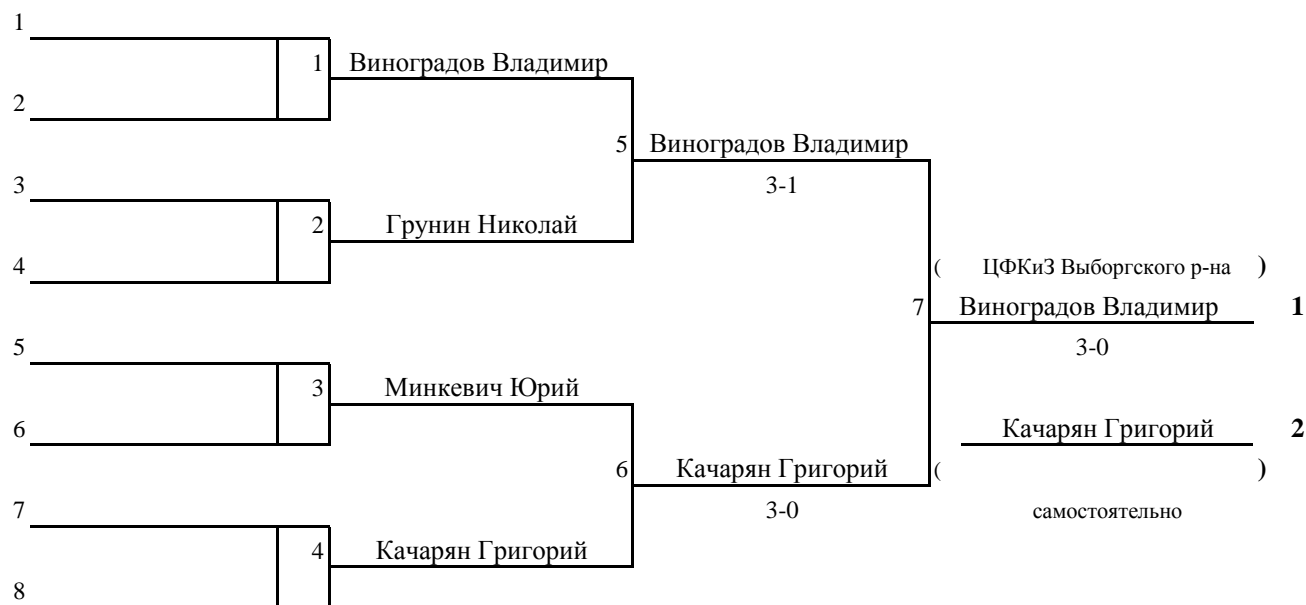 1
1 Виноградов Владимир
2
5 Виноградов Владимир
3
3-1
2 Грунин Николай
4
( ЦФКиЗ Выборгского р-на )
7 Виноградов Владимир 1
5
3-0
3 Минкевич Юрий
6
Качарян Григорий 2
6 Качарян Григорий ( )
7
3-0 самостоятельно
4 Качарян Григорий
8